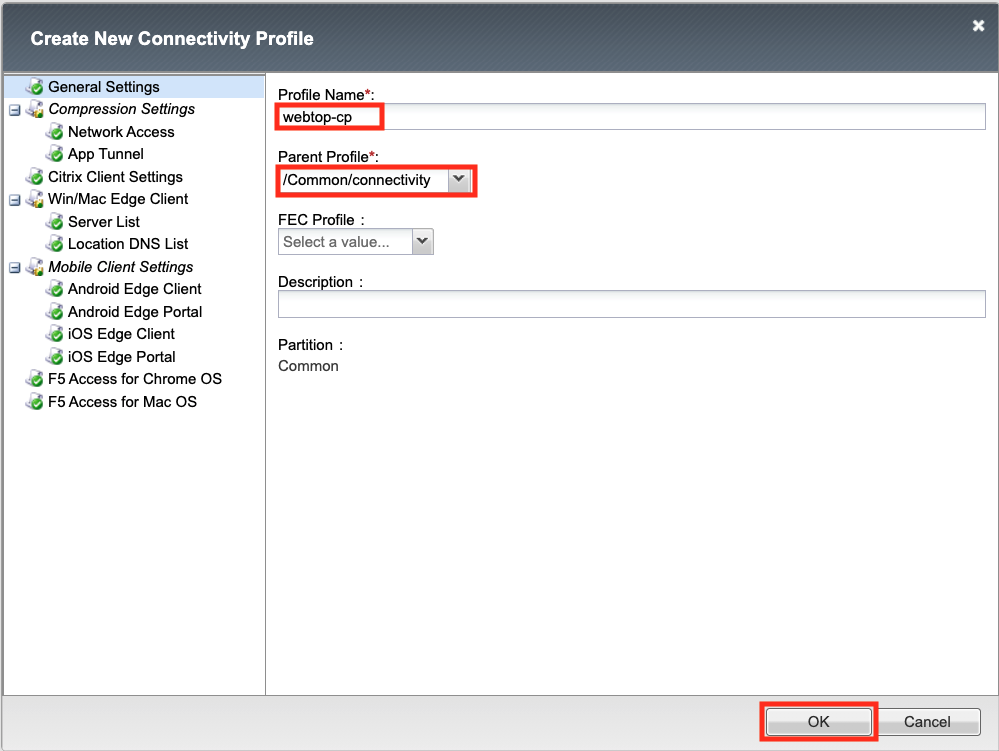 Create New Connectivity Profile
General Settings
Compression Settings
Network Access
App Tunnel
Citrix Client Settings
Win/Mac Edge Client
Server List
Location DNS List
Mobile Client Settings
Android Edge Client
Android Edge Portal
iOS Edge Client
iOS Edge Portal
F5 Access for Chrome OS
F5 Access for Mac OS
Profile Name*:
webtop-cp
Parent Profile*:
/Common/connectivity
FEC Profile :
Select a value...
Description :
Partition :
Common
OK
Cancel